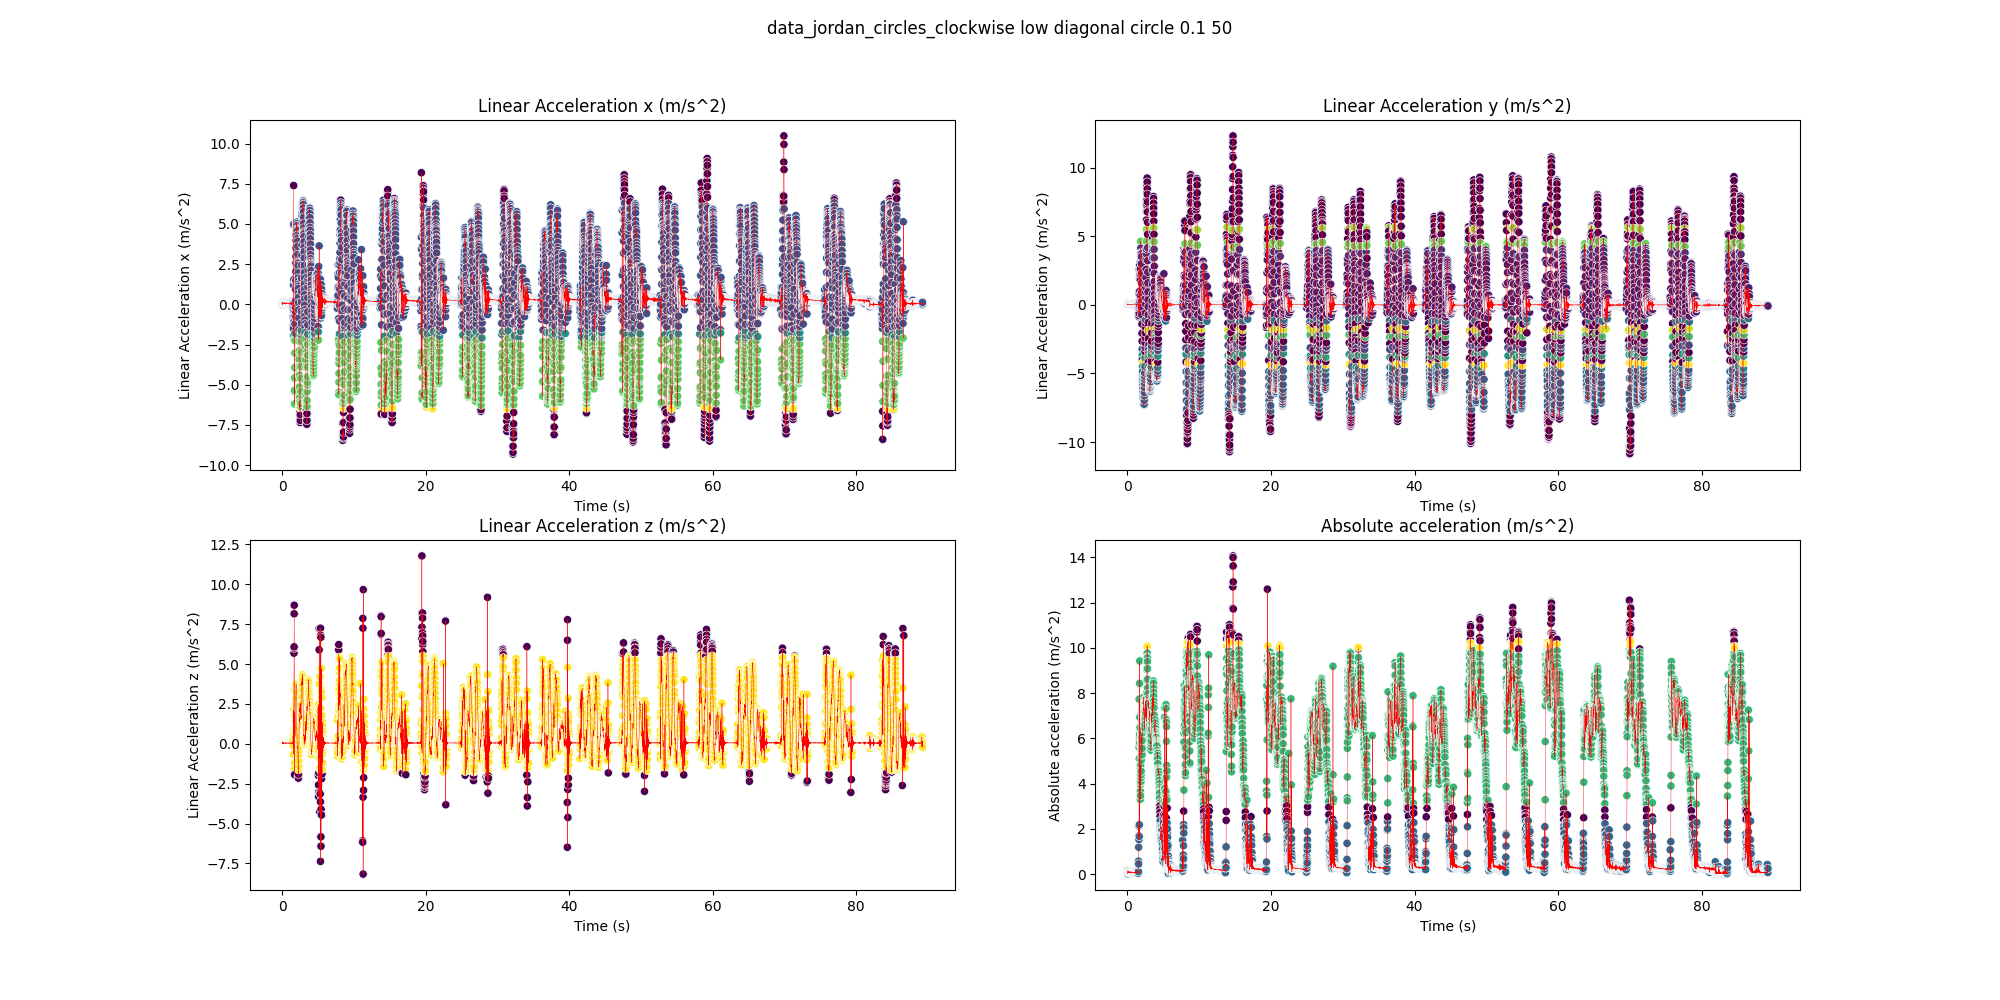 data_jordan_circles_clockwise low diagonal circle 0.1 50
Linear Acceleration x (m/s^2)
Linear Acceleration x (m/s^2)
10.0
7.5
5.0
2.5
0.0
−2.5
−5.0
−7.5
−10.0
0 20 40 60 80
Time (s)
Linear Acceleration y (m/s^2)
Linear Acceleration y (m/s^2)
10
5
0
−5
−10
0 20 40 60 80
Time (s)
Linear Acceleration z (m/s^2)
Linear Acceleration z (m/s^2)
12.5
10.0
7.5
5.0
2.5
0.0
−2.5
−5.0
−7.5
0 20 40 60 80
Time (s)
Absolute acceleration (m/s^2)
Absolute acceleration (m/s^2)
14
12
10
8
6
4
2
0
0 20 40 60 80
Time (s)